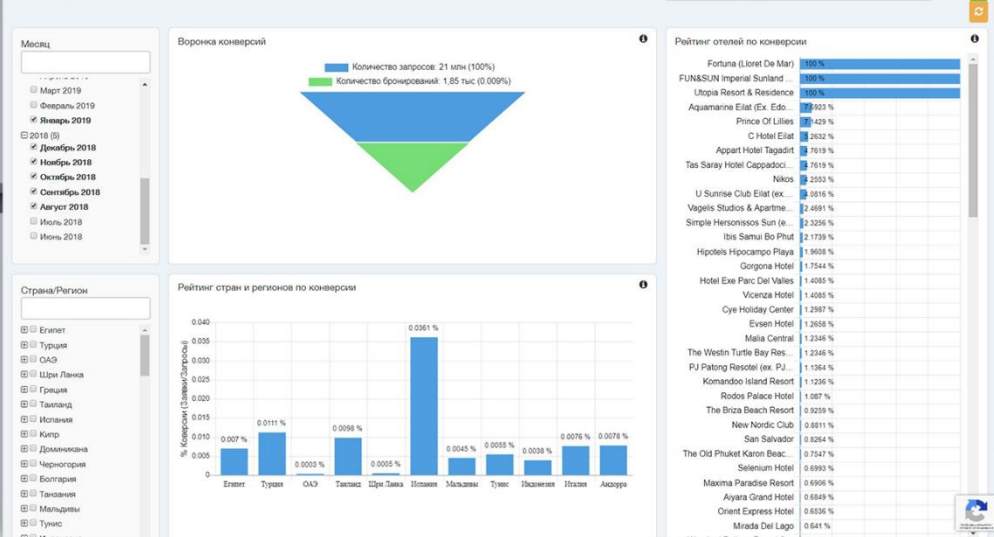 Месяц
Март 2019
Февраль 2019
Январь 2019
2018 (5)
Декабрь 2018
Ноябрь 2018
Октябрь 2018
Сентябрь 2018
Август 2018
Июль 2018
Июнь 2018
Воронка конверсий
Количество запросов: 21 млн (100%)
Количество бронирований: 1,85 тыс (0.009%)
Страна/Регион
Египет
Турция
ОАЭ
Шри Ланка
Греция
Таиланд
Испания
Кипр
Доминикана
Черногория
Болгария
Танзания
Мальдивы
Тунис
Рейтинг стран и регионов по конверсии
% Коверсии (Заявки/Запросы)
0.040
0.035
0.030
0.025
0.020
0.015
0.010
0.005
0
0.007 %
0.0111 %
0.0003 %
0.0098 %
0.0005 %
0.0361 %
0.0045 %
0.0055 %
0.0038 %
0.0076 %
0.0078 %
Египет
Турция
ОАЭ
Таиланд
Шри Ланка
Испания
Мальдивы
Тунис
Индонезия
Италия
Андорра
Рейтинг отелей по конверсии
Fortuna (Lloret De Mar) 100 %
FUN&SUN Imperial Sunland ... 100 %
Utopia Resort & Residence 100 %
Aquamarine Eilat (Ex. Edo... 7.6923 %
Prince Of Lillies 7.1429 %
C Hotel Eilat 5.2632 %
Appart Hotel Tagadirt 4.7619 %
Tas Saray Hotel Cappadoci... 4.7619 %
Nikos 4.2553 %
U Sunrise Club Eilat (ex.... 4.0816 %
Vagelis Studios & Apartme... 2.4691 %
Simple Hersonissos Sun (e... 2.3256 %
Ibis Samui Bo Phut 2.1739 %
Hipotels Hipocampo Playa 1.9608 %
Gorgona Hotel 1.7544 %
Hotel Exe Parc Del Valles 1.4085 %
Vicenza Hotel 1.4085 %
Cye Holiday Center 1.2987 %
Evsen Hotel 1.2658 %
Malia Central 1.2346 %
The Westin Turtle Bay Res... 1.2346 %
PJ Patong Resotel (ex. PJ... 1.1364 %
Komandoo Island Resort 1.1236 %
Rodos Palace Hotel 1.087 %
The Briza Beach Resort 0.9259 %
New Nordic Club 0.8811 %
San Salvador 0.8264 %
The Old Phuket Karon Beac... 0.7547 %
Selenium Hotel 0.6993 %
Maxima Paradise Resort 0.6906 %
Aiyara Grand Hotel 0.6849 %
Orient Express Hotel 0.6536 %
Mirada Del Lago 0.641 %